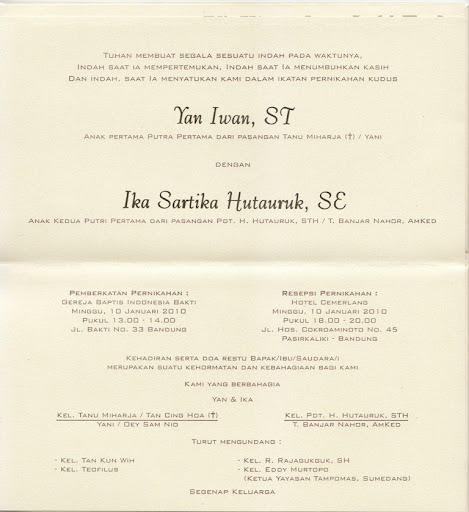 Tuhan membuat segala sesuatu indah pada waktunya,
Indah saat Ia mempertemukan, Indah saat Ia menumbuhkan kasih
Dan indah, saat Ia menyatukan kami dalam ikatan pernikahan kudus
Yan Iwan, ST
Anak pertama Putra Pertama dari pasangan Tanu Miharja (✝) / Yani
dengan
Ika Sartika Hutauruk, SE
Anak Kedua Putri Pertama dari pasangan Pdt. H. Hutauruk, STH / T. Banjar Nahor, AmKed
Pemberkatan Pernikahan :
Gereja Baptis Indonesia Bakti
Minggu, 10 Januari 2010
Pukul 13.00 - 14.00
Jl. Bakti No. 33 Bandung
Resepsi Pernikahan :
Hotel Cemerlang
Minggu, 10 Januari 2010
Pukul 18.00 - 20.00
Jl. Hos. Cokroaminoto No. 45
Pasirkaliki - Bandung
Kehadiran serta doa restu Bapak/Ibu/Saudara/i
merupakan suatu kehormatan dan kebahagiaan bagi kami
Kami yang berbahagia
Yan & Ika
Kel. Tanu Miharja / Tan Cing Hoa (✝)
Yani / Oey Sam Nio
Kel. Pdt. H. Hutauruk, STH
T. Banjar Nahor, AmKed
Turut mengundang :
- Kel. Tan Kun Wih
- Kel. Teofilus
- Kel. R. Rajagukguk, SH
- Kel. Eddy Murtopo
(Ketua Yayasan Tampomas, Sumedang)
Segenap Keluarga